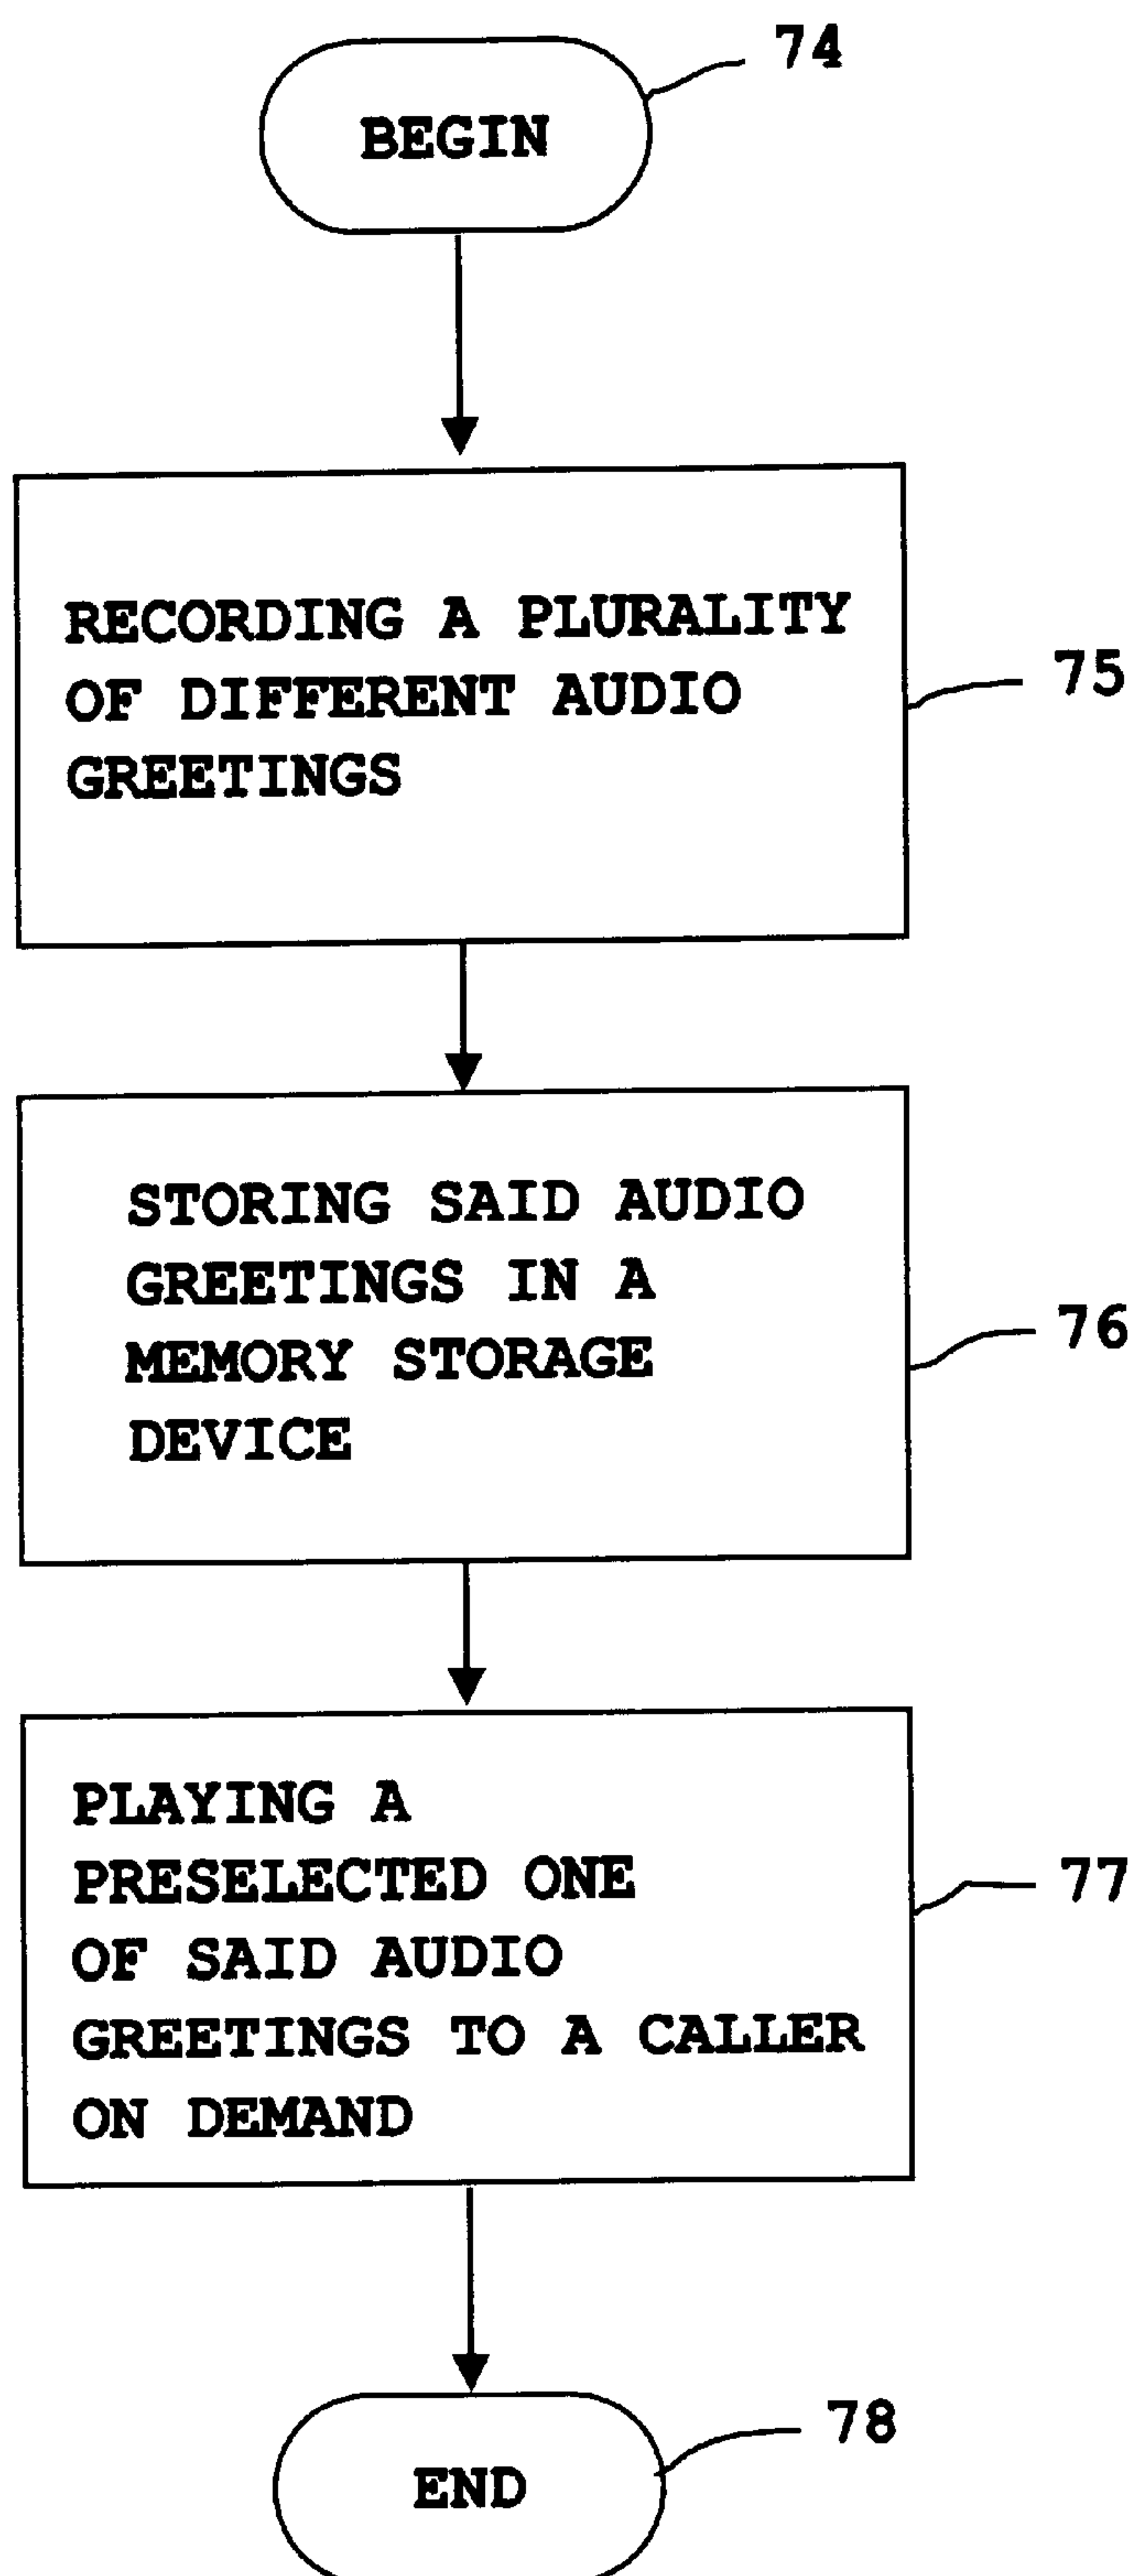 74
BEGIN
RECORDING A PLURALITY
OF DIFFERENT AUDIO
GREETINGS
75
STORING SAID AUDIO
GREETINGS IN A
MEMORY STORAGE
DEVICE
76
PLAYING A
PRESELECTED ONE
OF SAID AUDIO
GREETINGS TO A CALLER
ON DEMAND
77
78
END